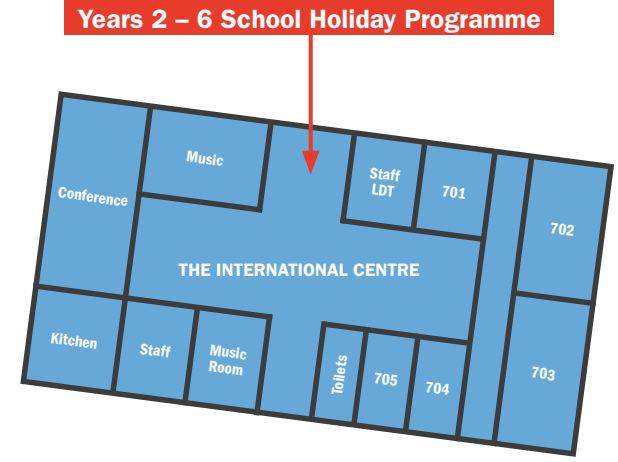 Years 2 – 6 School Holiday Programme
Music
Conference
Staff
LDT
701
702
THE INTERNATIONAL CENTRE
Kitchen
Staff
Music
Room
Toilets
705
704
703